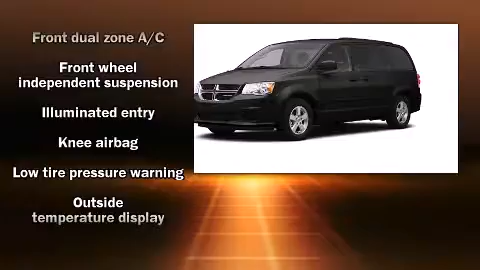 Front dual zone A/C
Front wheel
independent suspension
Illuminated entry
Knee airbag
Low tire pressure warning
Outside
temperature display